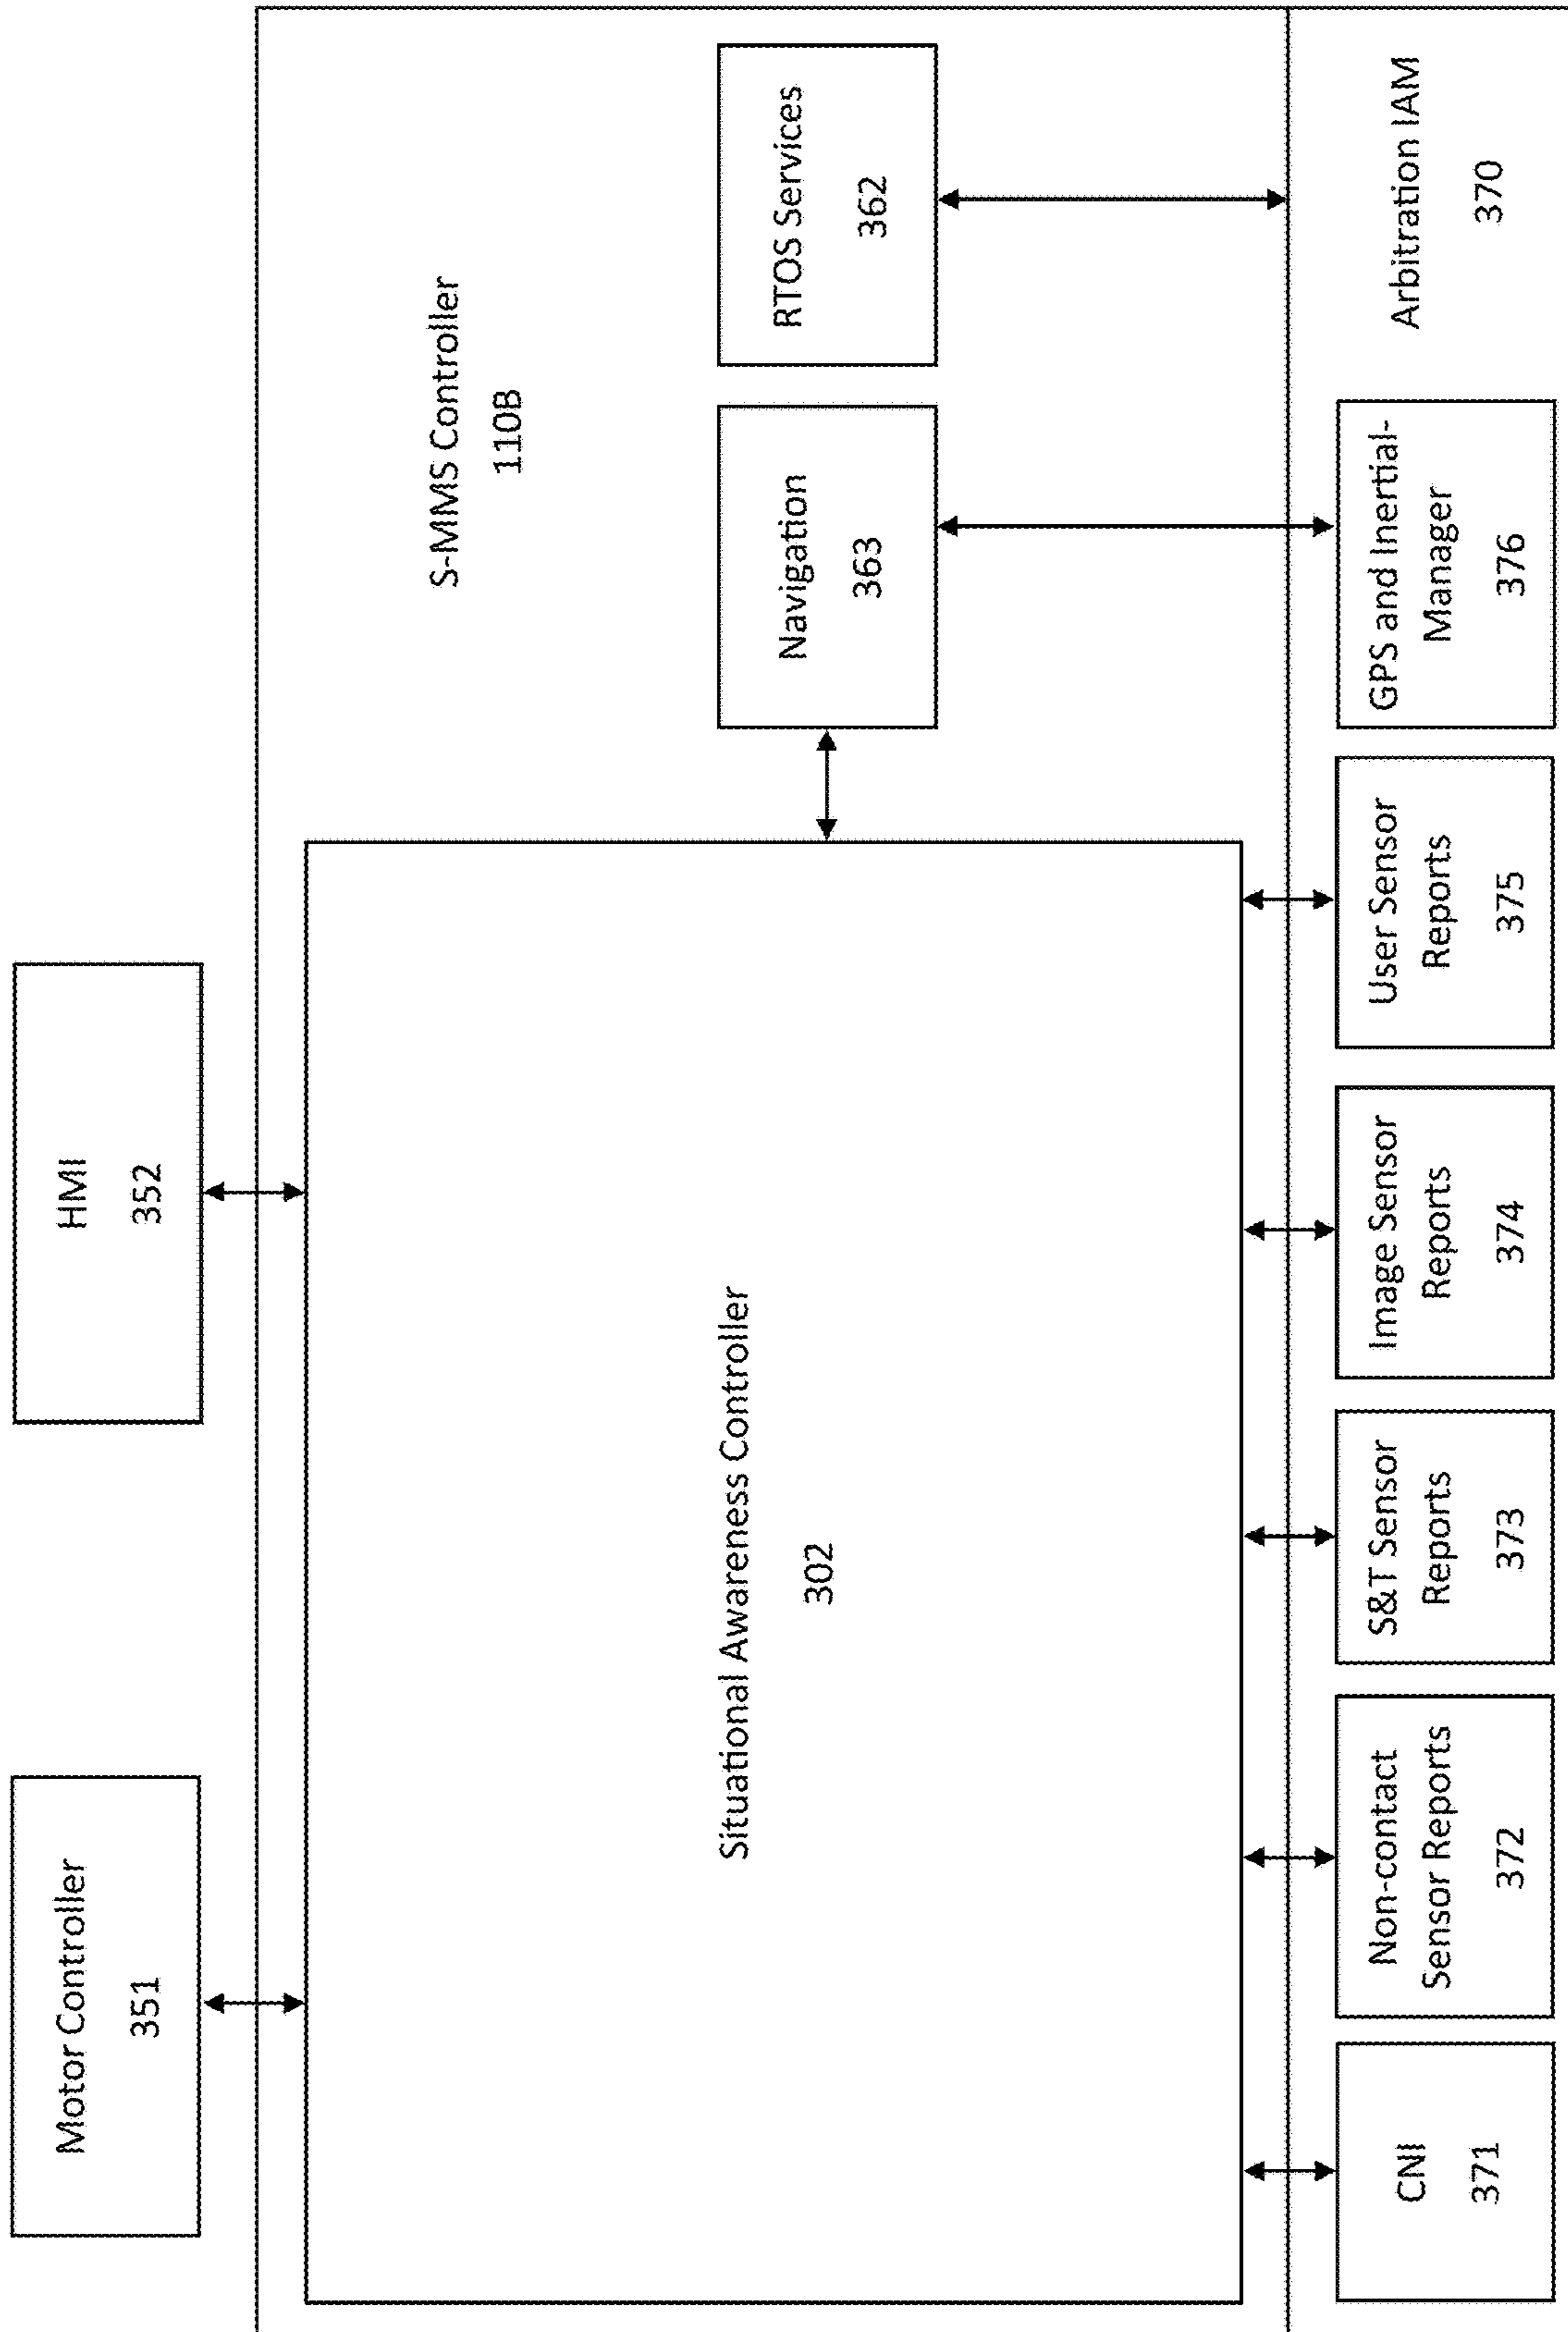 Motor Controller
351
HMI
352
S-MMS Controller
110B
Situational Awareness Controller
302
Navigation
363
RTOS Services
362
CNI
371
Non-contact
Sensor Reports
372
S&T Sensor
Reports
373
Image Sensor
Reports
374
User Sensor
Reports
375
GPS and Inertial-
Manager
376
Arbitration IAM
370